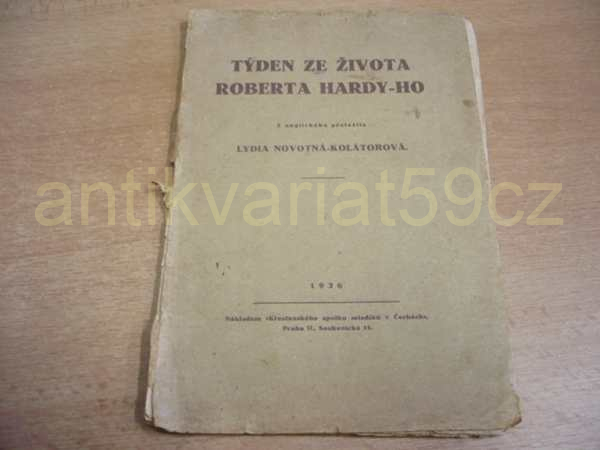 TÝDEN ZE ŽIVOTA
ROBERTA HARDY-HO
Z anglického přeložila
LYDIA NOVOTNÁ-KOLÁTOROVÁ.
antikvariat59cz
1936
Nákladem »Křesťanského spolku mladíků v Čechách«,
Praha II., Soukenická 15.